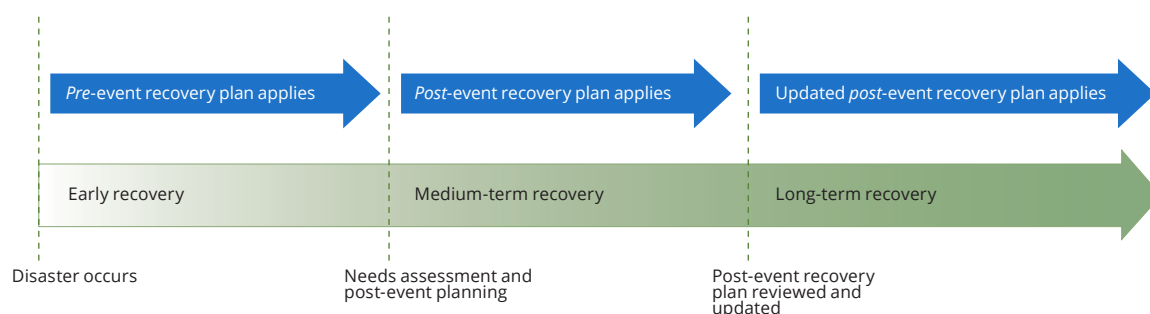 Pre-event recovery plan applies
Post-event recovery plan applies
Updated post-event recovery plan applies
Early recovery
Medium-term recovery
Long-term recovery
Disaster occurs
Needs assessment and
post-event planning
Post-event recovery
plan reviewed and
updated